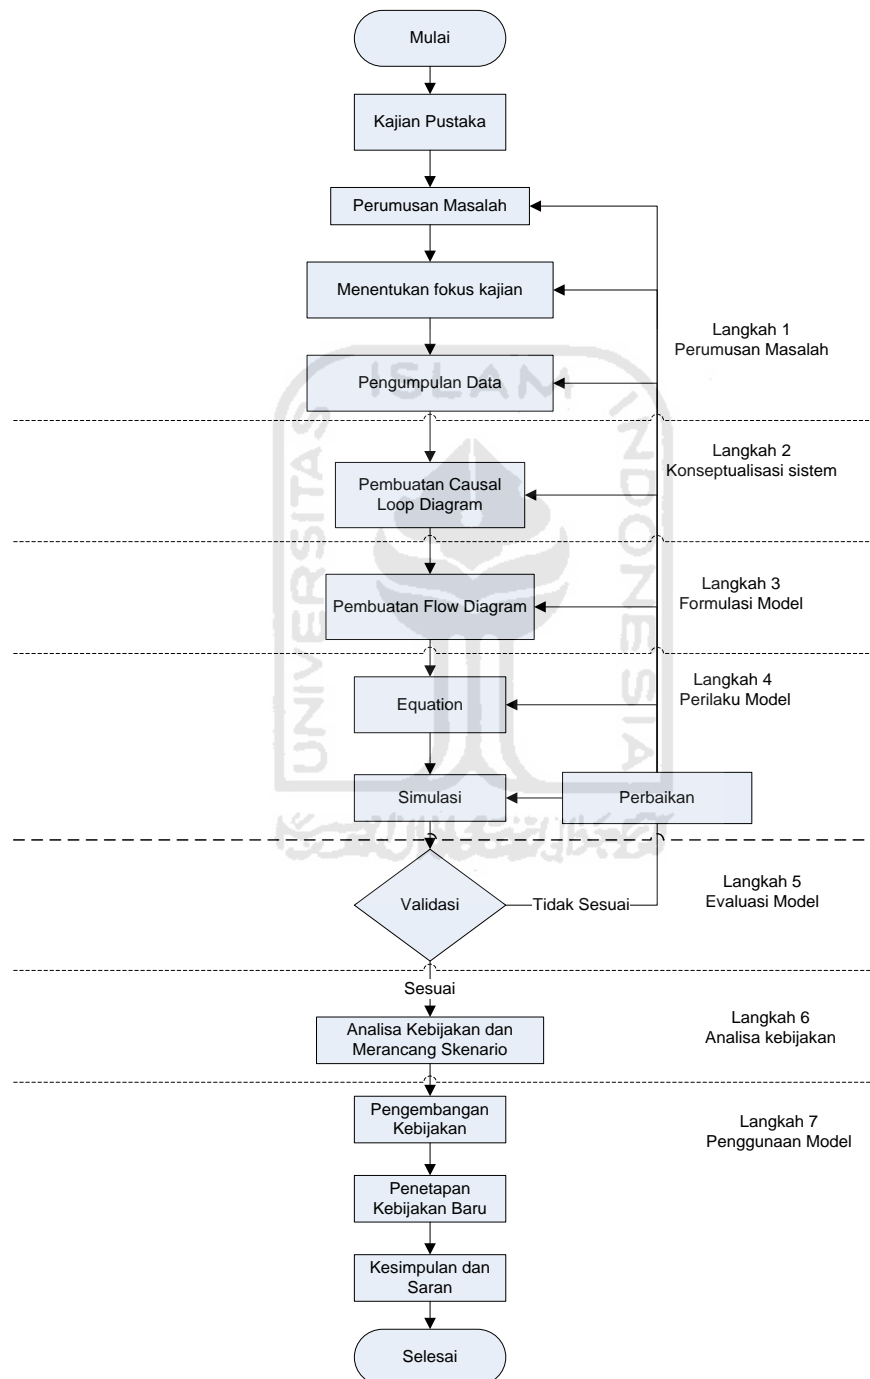 Mulai
Kajian Pustaka
Perumusan Masalah
Menentukan fokus kajian
Langkah 1
Perumusan Masalah
Pengumpulan Data
Langkah 2
Konseptualisasi sistem
Pembuatan Causal
Loop Diagram
Langkah 3
Formulasi Model
Pembuatan Flow Diagram
Langkah 4
Perilaku Model
Equation
Simulasi
Perbaikan
Langkah 5
Evaluasi Model
Validasi
Tidak Sesuai
Sesuai
Langkah 6
Analisa kebijakan
Analisa Kebijakan dan
Merancang Skenario
Pengembangan
Kebijakan
Langkah 7
Penggunaan Model
Penetapan
Kebijakan Baru
Kesimpulan dan
Saran
Selesai
UNIVERSITAS
ISLAM
INDONESIA